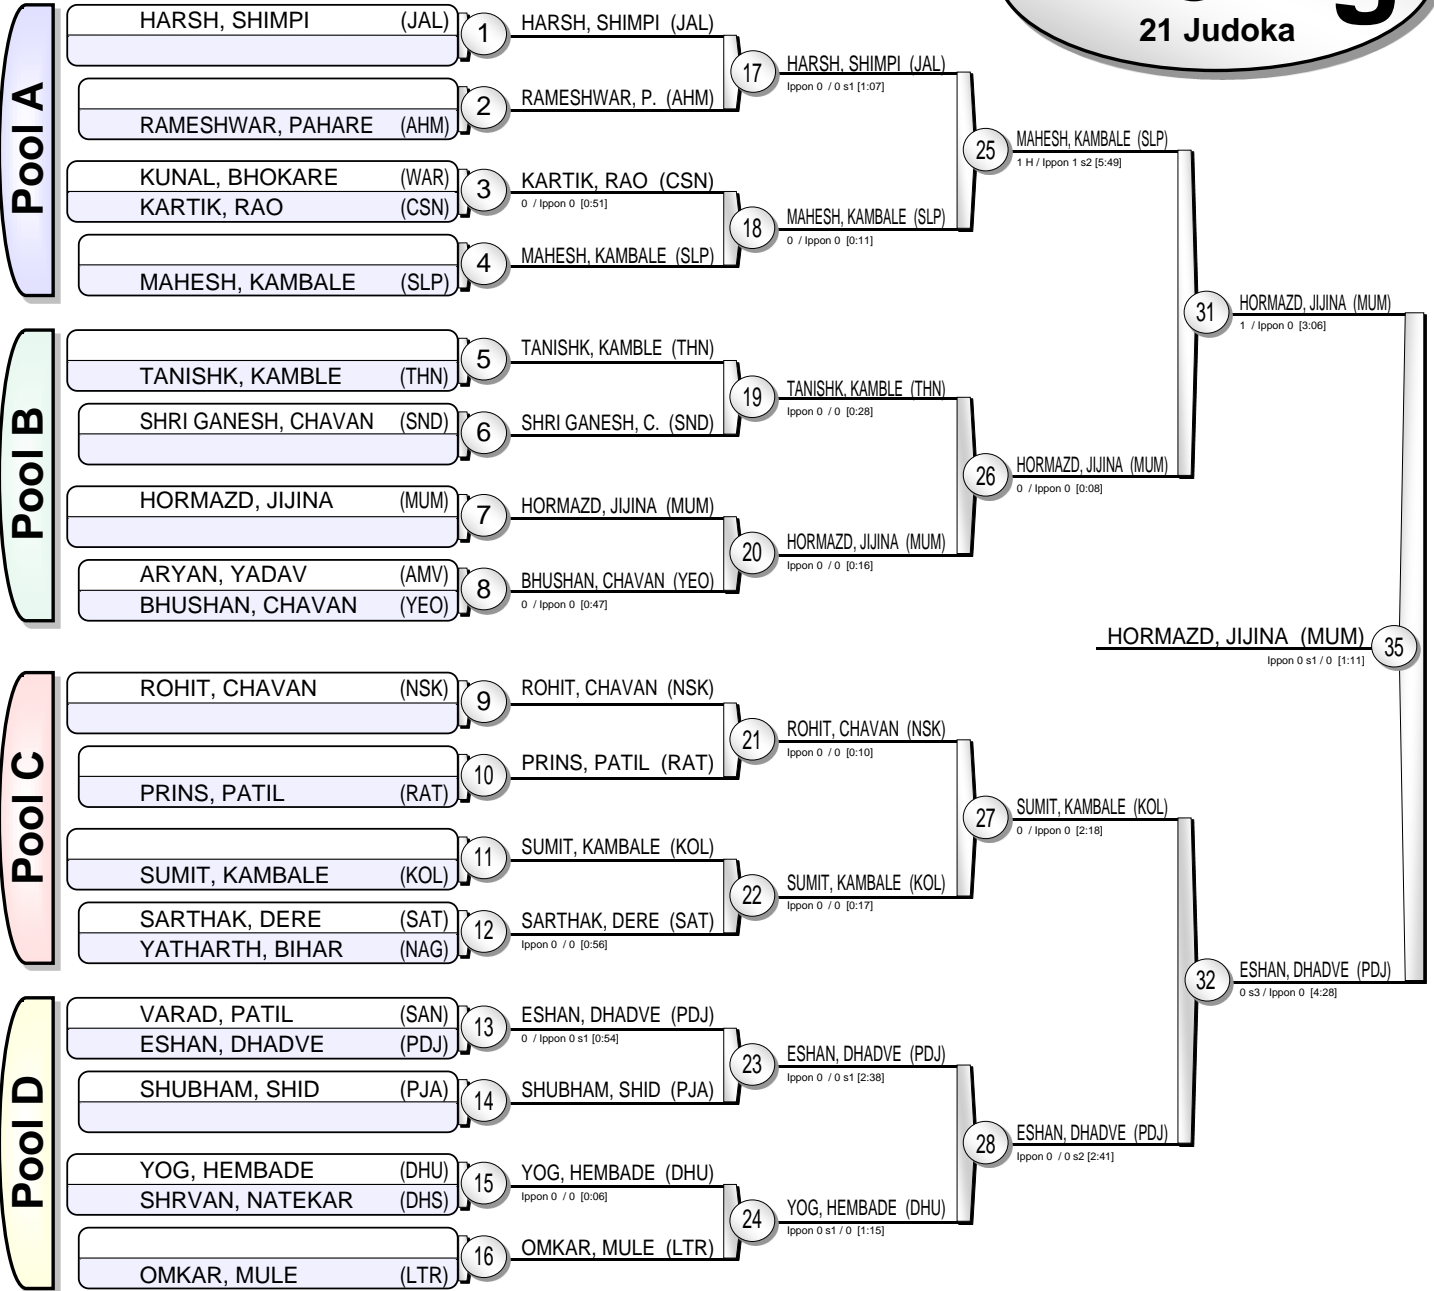 21 Judoka
Pool A
HARSH, SHIMPI (JAL)
1
RAMESHWAR, PAHARE (AHM)
2
KUNAL, BHOKARE (WAR)
KARTIK, RAO (CSN)
3
MAHESH, KAMBALE (SLP)
4
Pool B
TANISHK, KAMBLE (THN)
5
SHRI GANESH, CHAVAN (SND)
6
HORMAZD, JIJINA (MUM)
7
ARYAN, YADAV (AMV)
BHUSHAN, CHAVAN (YEO)
8
Pool C
ROHIT, CHAVAN (NSK)
9
PRINS, PATIL (RAT)
10
SUMIT, KAMBALE (KOL)
11
SARTHAK, DERE (SAT)
YATHARTH, BIHAR (NAG)
12
Pool D
VARAD, PATIL (SAN)
ESHAN, DHADVE (PDJ)
13
SHUBHAM, SHID (PJA)
14
YOG, HEMBADE (DHU)
SHRVAN, NATEKAR (DHS)
15
OMKAR, MULE (LTR)
16
HARSH, SHIMPI (JAL)
RAMESHWAR, P. (AHM)
17
KARTIK, RAO (CSN)
0 / Ippon 0 [0:51]
MAHESH, KAMBALE (SLP)
18
TANISHK, KAMBLE (THN)
SHRI GANESH, C. (SND)
19
HORMAZD, JIJINA (MUM)
BHUSHAN, CHAVAN (YEO)
0 / Ippon 0 [0:47]
20
ROHIT, CHAVAN (NSK)
PRINS, PATIL (RAT)
21
SUMIT, KAMBALE (KOL)
SARTHAK, DERE (SAT)
Ippon 0 / 0 [0:56]
22
ESHAN, DHADVE (PDJ)
0 / Ippon 0 s1 [0:54]
SHUBHAM, SHID (PJA)
23
YOG, HEMBADE (DHU)
Ippon 0 / 0 [0:06]
OMKAR, MULE (LTR)
24
HARSH, SHIMPI (JAL)
Ippon 0 / 0 s1 [1:07]
MAHESH, KAMBALE (SLP)
0 / Ippon 0 [0:11]
25
TANISHK, KAMBLE (THN)
Ippon 0 / 0 [0:28]
HORMAZD, JIJINA (MUM)
Ippon 0 / 0 [0:16]
26
ROHIT, CHAVAN (NSK)
Ippon 0 / 0 [0:10]
SUMIT, KAMBALE (KOL)
Ippon 0 / 0 [0:17]
27
ESHAN, DHADVE (PDJ)
Ippon 0 / 0 s1 [2:38]
YOG, HEMBADE (DHU)
Ippon 0 s1 / 0 [1:15]
28
MAHESH, KAMBALE (SLP)
1 H / Ippon 1 s2 [5:49]
HORMAZD, JIJINA (MUM)
0 / Ippon 0 [0:08]
31
SUMIT, KAMBALE (KOL)
0 / Ippon 0 [2:18]
ESHAN, DHADVE (PDJ)
Ippon 0 / 0 s2 [2:41]
32
HORMAZD, JIJINA (MUM)
1 / Ippon 0 [3:06]
ESHAN, DHADVE (PDJ)
0 s3 / Ippon 0 [4:28]
HORMAZD, JIJINA (MUM)
Ippon 0 s1 / 0 [1:11]
35